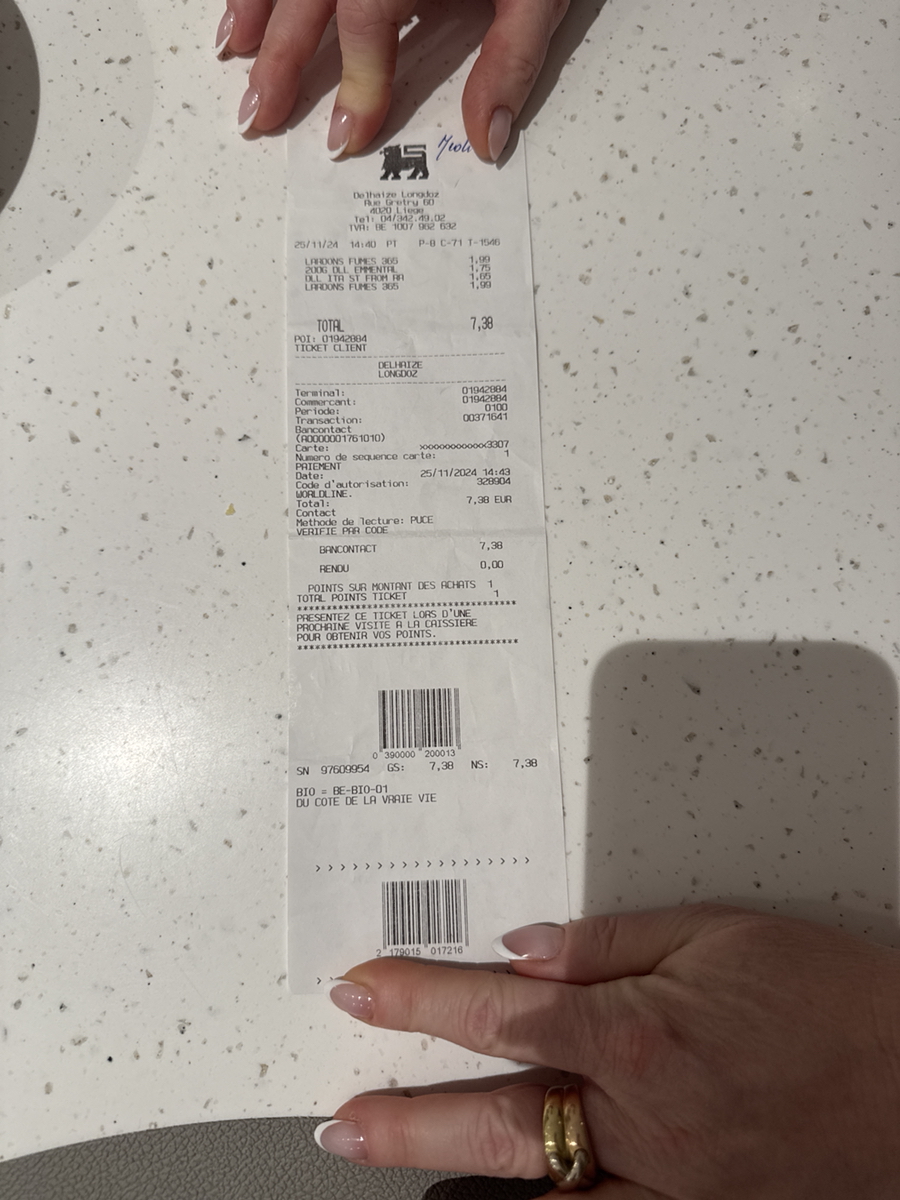 Delhaize Longdoz
Rue Gretry 60
4020 Liege
Tel: 04/342.49.02
TVA: BE 1007 962 632
25/11/24 14:40 PT P-8 C-71 T-1546
LARDONS FUMES 365 1,99
200G DLL EMMENTAL 1,75
DLL ITA ST FROM RA 1,65
LARDONS FUMES 365 1,99
TOTAL 7,38
POI: 01942884
TICKET CLIENT
DELHAIZE
LONGDOZ
Terminal: 01942884
Commercant: 01942884
Periode: 0100
Transaction: 00371641
Bancontact
(A0000001761010)
Carte: xxxxxxxxxxxxx3307
Numero de sequence carte: 1
PAIEMENT
Date: 25/11/2024 14:43
Code d'autorisation: 328904
WORLDLINE.
Total: 7,38 EUR
Contact
Methode de lecture: PUCE
VERIFIE PAR CODE
BANCONTACT 7,38
RENDU 0,00
POINTS SUR MONTANT DES ACHATS 1
TOTAL POINTS TICKET 1
PRESENTEZ CE TICKET LORS D'UNE
PROCHAINE VISITE A LA CAISSIERE
POUR OBTENIR VOS POINTS.
0 390000 200013
SN 97609954 GS: 7,38 NS: 7,38
BIO = BE-BIO-01
DU COTE DE LA VRAIE VIE
2 179015 017216